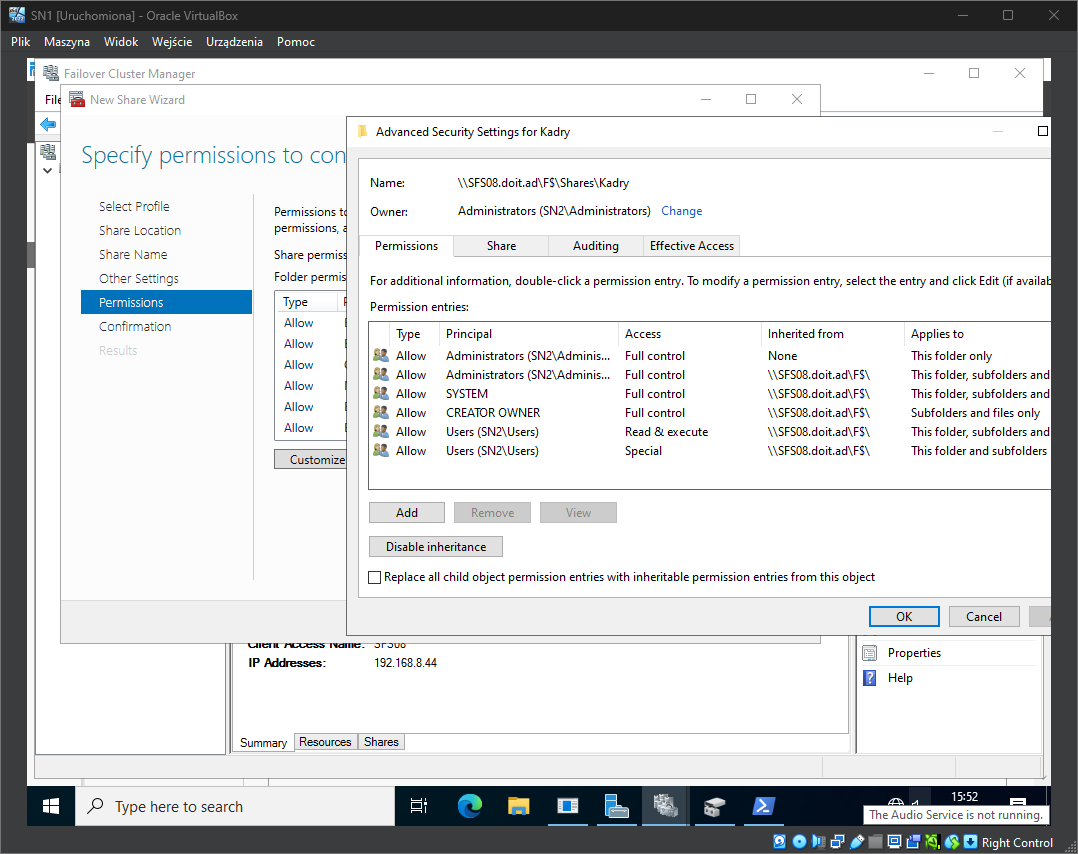 SN1 [Uruchomiona] - Oracle VirtualBox
Plik Maszyna Widok Wejście Urządzenia Pomoc
Failover Cluster Manager
File
New Share Wizard
Specify permissions to con
Select Profile
Share Location
Share Name
Other Settings
Permissions
Confirmation
Results
Permissions to
permissions, a
Share permiss
Folder permis
Type
Allow
Allow
Allow
Allow
Allow
Allow
Customize
Advanced Security Settings for Kadry
Name: \\SFS08.doit.ad\F$\Shares\Kadry
Owner: Administrators (SN2\Administrators) Change
Permissions Share Auditing Effective Access
For additional information, double-click a permission entry. To modify a permission entry, select the entry and click Edit (if availab
Permission entries:
Type Principal Access Inherited from Applies to
Allow Administrators (SN2\Adminis... Full control None This folder only
Allow Administrators (SN2\Adminis... Full control \\SFS08.doit.ad\F$\ This folder, subfolders and
Allow SYSTEM Full control \\SFS08.doit.ad\F$\ This folder, subfolders and
Allow CREATOR OWNER Full control \\SFS08.doit.ad\F$\ Subfolders and files only
Allow Users (SN2\Users) Read & execute \\SFS08.doit.ad\F$\ This folder, subfolders and
Allow Users (SN2\Users) Special \\SFS08.doit.ad\F$\ This folder and subfolders
Add Remove View
Disable inheritance
Replace all child object permission entries with inheritable permission entries from this object
OK Cancel
Client Access Name: SFS08
IP Addresses: 192.168.8.44
Properties
Help
Summary Resources Shares
Type here to search
15:52
The Audio Service is not running.
Right Control